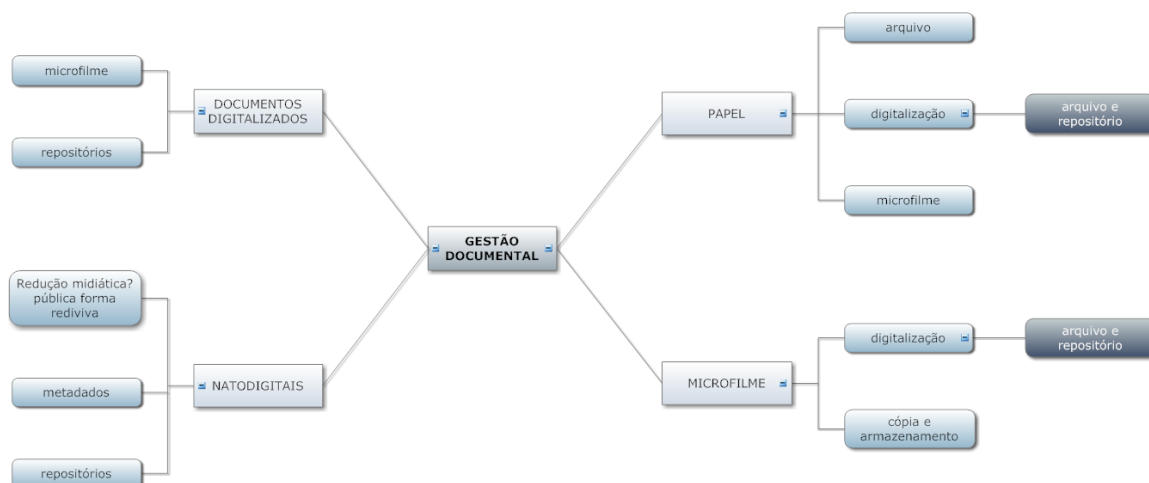 GESTÃO
DOCUMENTAL
DOCUMENTOS
DIGITALIZADOS
microfilme
repositórios
NATODIGITAIS
Redução midiática?
pública forma
rediviva
metadados
repositórios
PAPEL
arquivo
digitalização
arquivo e
repositório
microfilme
MICROFILME
digitalização
arquivo e
repositório
cópia e
armazenamento